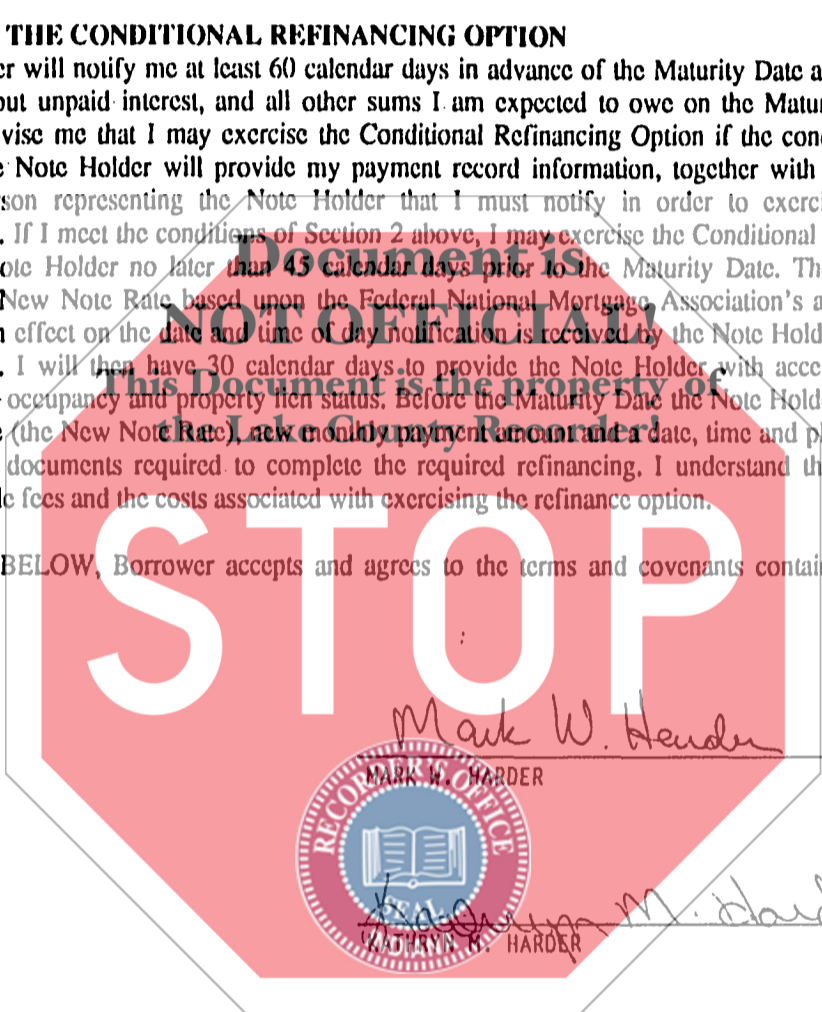 THE CONDITIONAL REFINANCING OPTION
er will notify me at least 60 calendar days in advance of the Maturity Date a
out unpaid interest, and all other sums I am expected to owe on the Matur
vise me that I may exercise the Conditional Refinancing Option if the con
e Note Holder will provide my payment record information, together with
son representing the Note Holder that I must notify in order to exerci
. If I meet the conditions of Section 2 above, I may exercise the Conditional
ote Holder no later than 45 calendar days prior to the Maturity Date. Th
New Note Rate based upon the Federal National Mortgage Association's a
n effect on the date and time of day notification is received by the Note Hold
. I will then have 30 calendar days to provide the Note Holder with acce
occupancy and property lien status. Before the Maturity Date the Note Hold
e (the New Note Rate), new monthly payment amount and a date, time and pl
documents required to complete the required refinancing. I understand th
le fees and the costs associated with exercising the refinance option.
Document is
NOT OFFICIAL!
This Document is the property of
the Lake County Recorder!
BELOW, Borrower accepts and agrees to the terms and covenants contai
STOP
Mark W. Harder
MARK W. HARDER
RECORDER'S OFFICE
SEAL
Kathryn M. Hard
KATHRYN M. HARDER